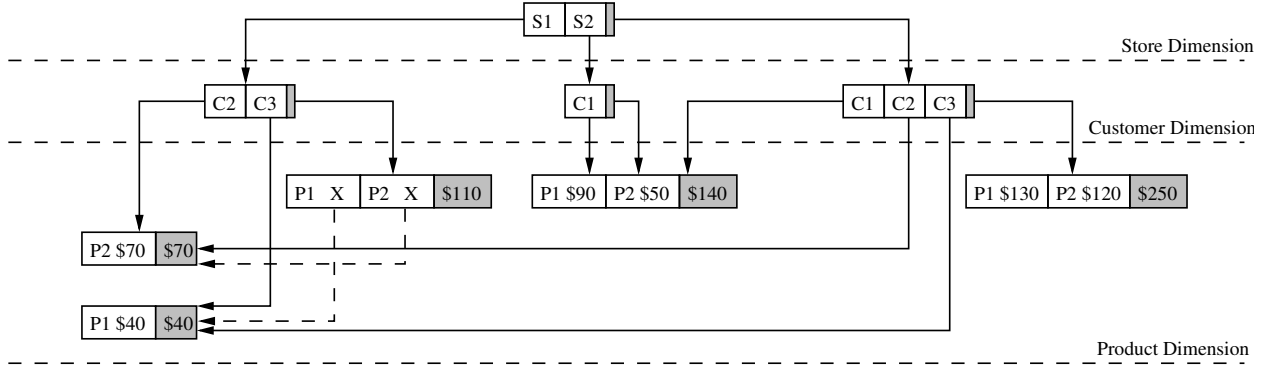 S1 S2
Store Dimension
C2 C3 C1 C1 C2 C3
Customer Dimension
P1 X P2 X $110 P1 $90 P2 $50 $140 P1 $130 P2 $120 $250
P2 $70 $70
P1 $40 $40
Product Dimension